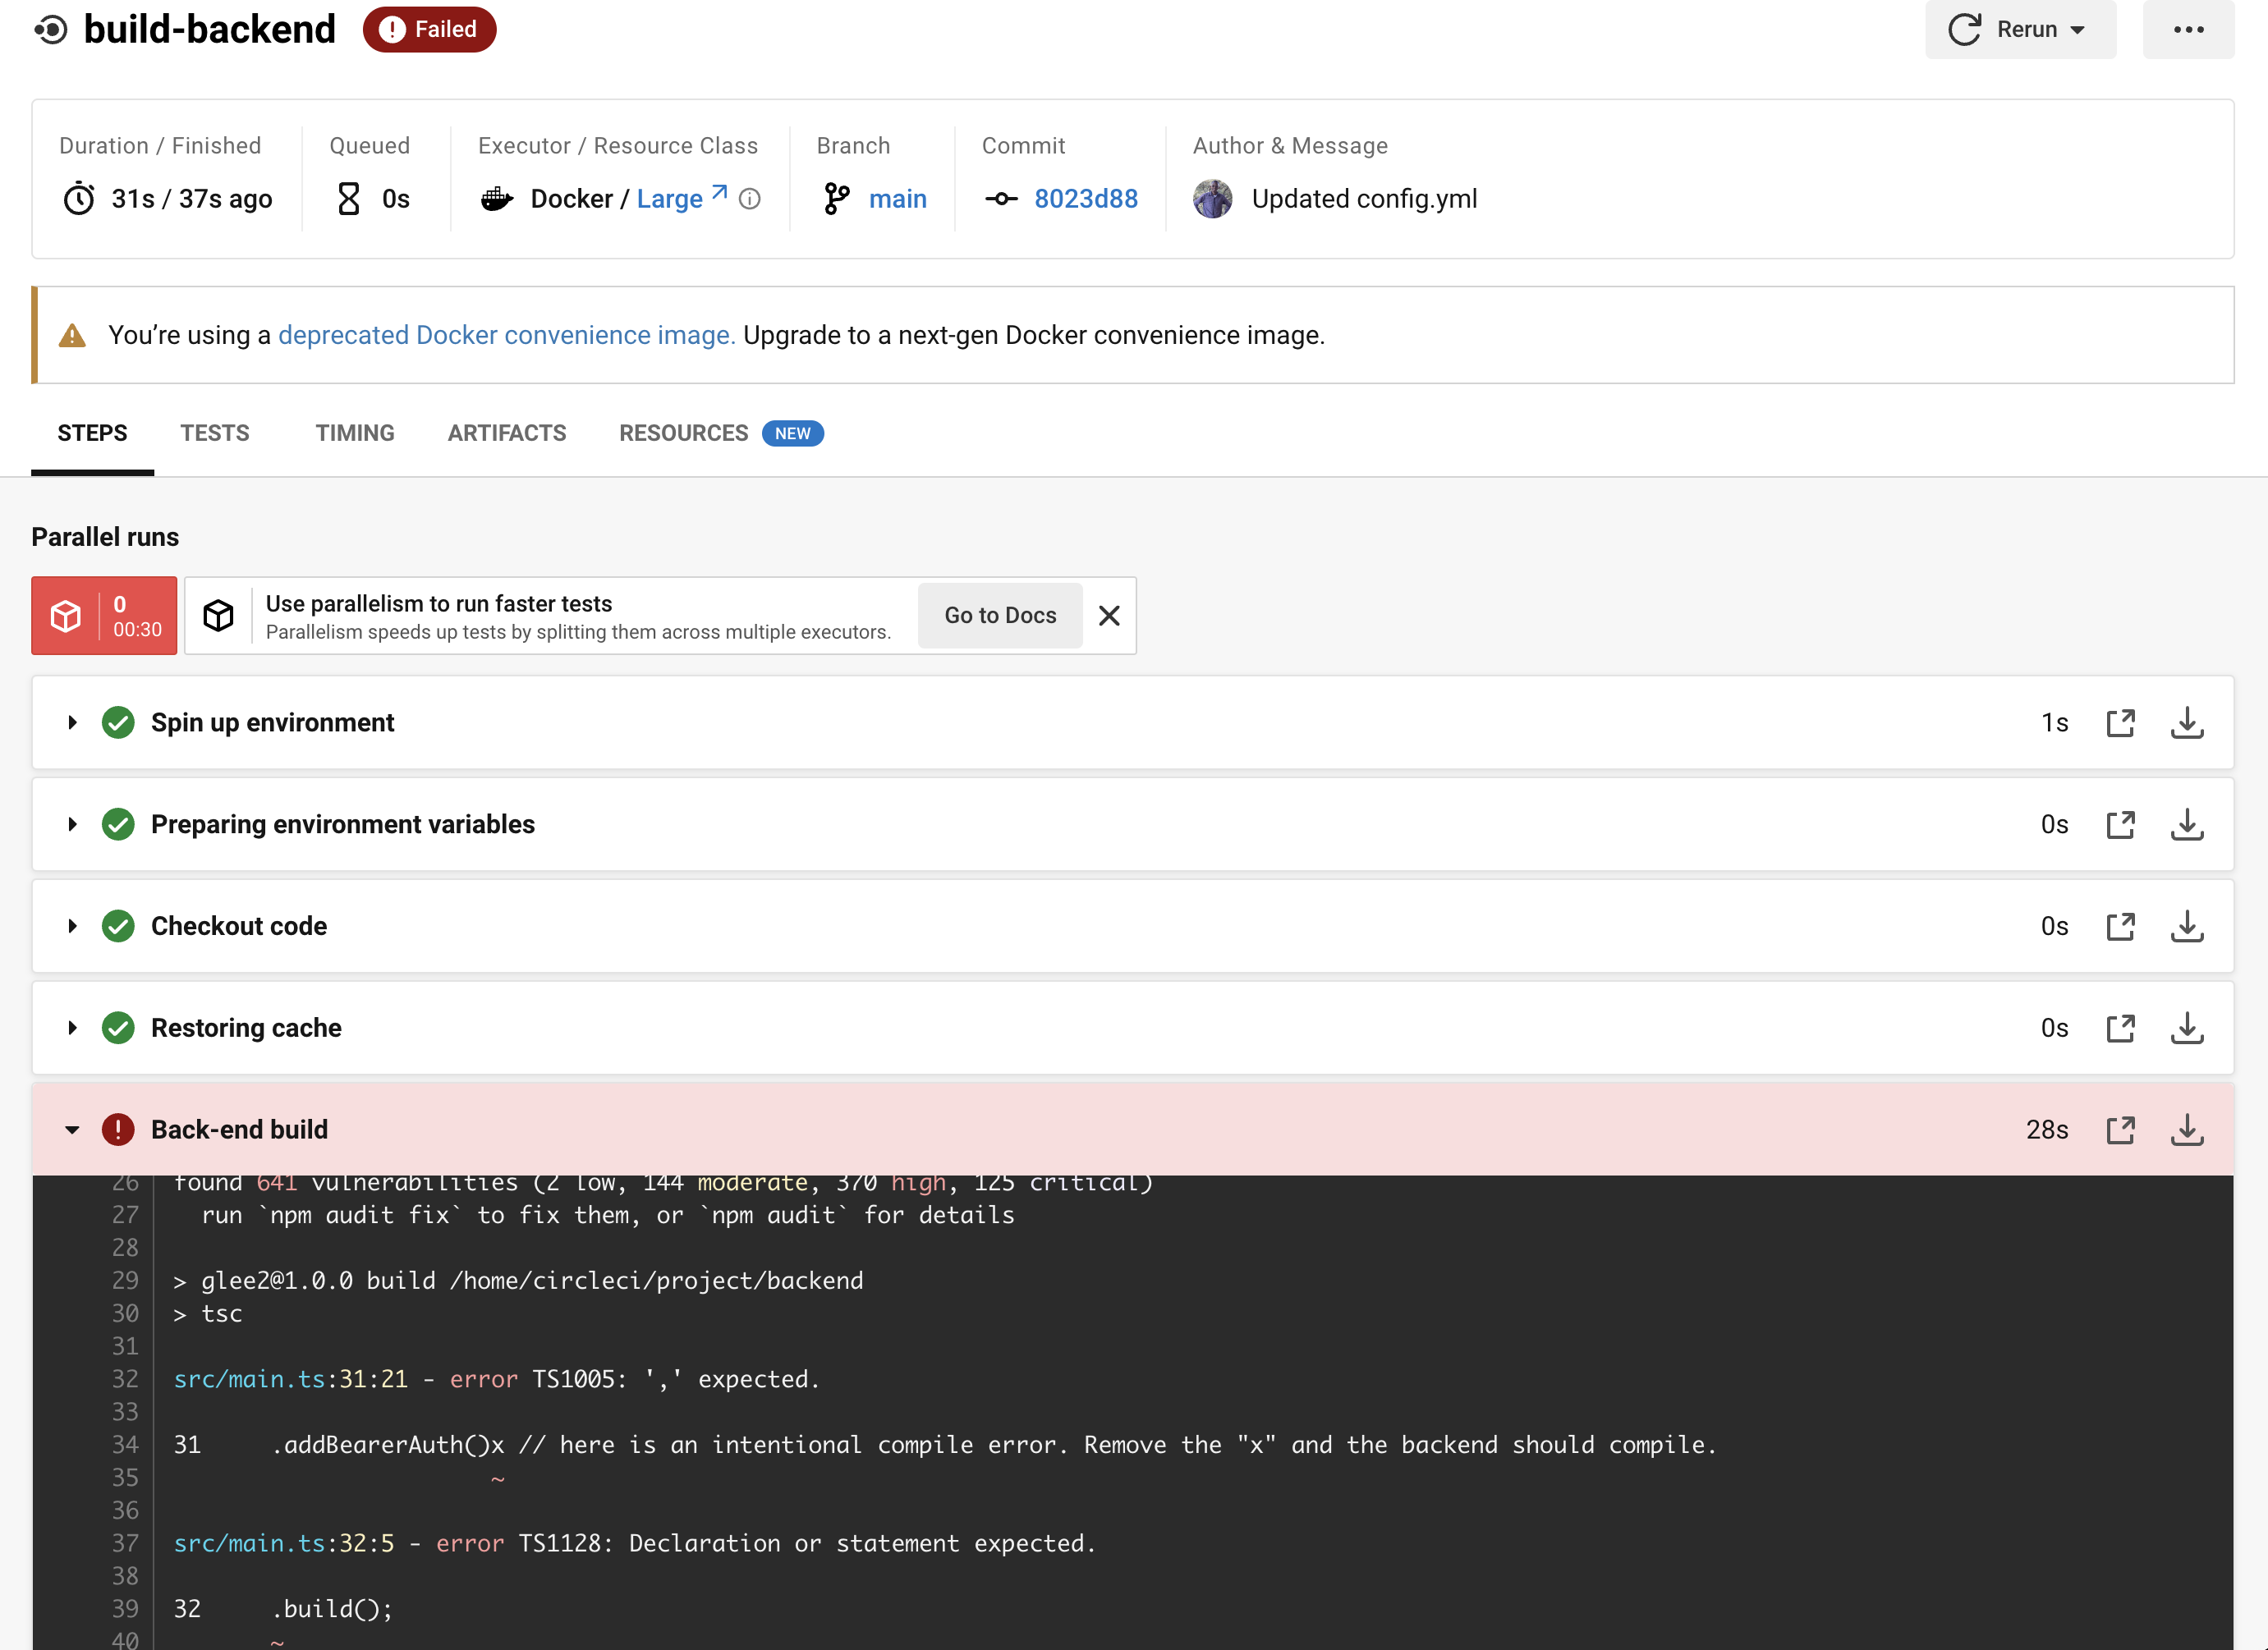 build-backend Failed Rerun
Duration / Finished Queued Executor / Resource Class Branch Commit Author & Message
31s / 37s ago 0s Docker / Large main 8023d88 Updated config.yml
You’re using a deprecated Docker convenience image. Upgrade to a next-gen Docker convenience image.
STEPS TESTS TIMING ARTIFACTS RESOURCES NEW
Parallel runs
0
00:30
Use parallelism to run faster tests
Parallelism speeds up tests by splitting them across multiple executors.
Go to Docs
Spin up environment 1s
Preparing environment variables 0s
Checkout code 0s
Restoring cache 0s
Back-end build 28s
26 found 641 vulnerabilities (2 low, 144 moderate, 370 high, 125 critical)
27 run `npm audit fix` to fix them, or `npm audit` for details
28
29 > glee2@1.0.0 build /home/circleci/project/backend
30 > tsc
31
32 src/main.ts:31:21 - error TS1005: ',' expected.
33
34 31 .addBearerAuth()x // here is an intentional compile error. Remove the "x" and the backend should compile.
35 ~
36
37 src/main.ts:32:5 - error TS1128: Declaration or statement expected.
38
39 32 .build();
40 ~